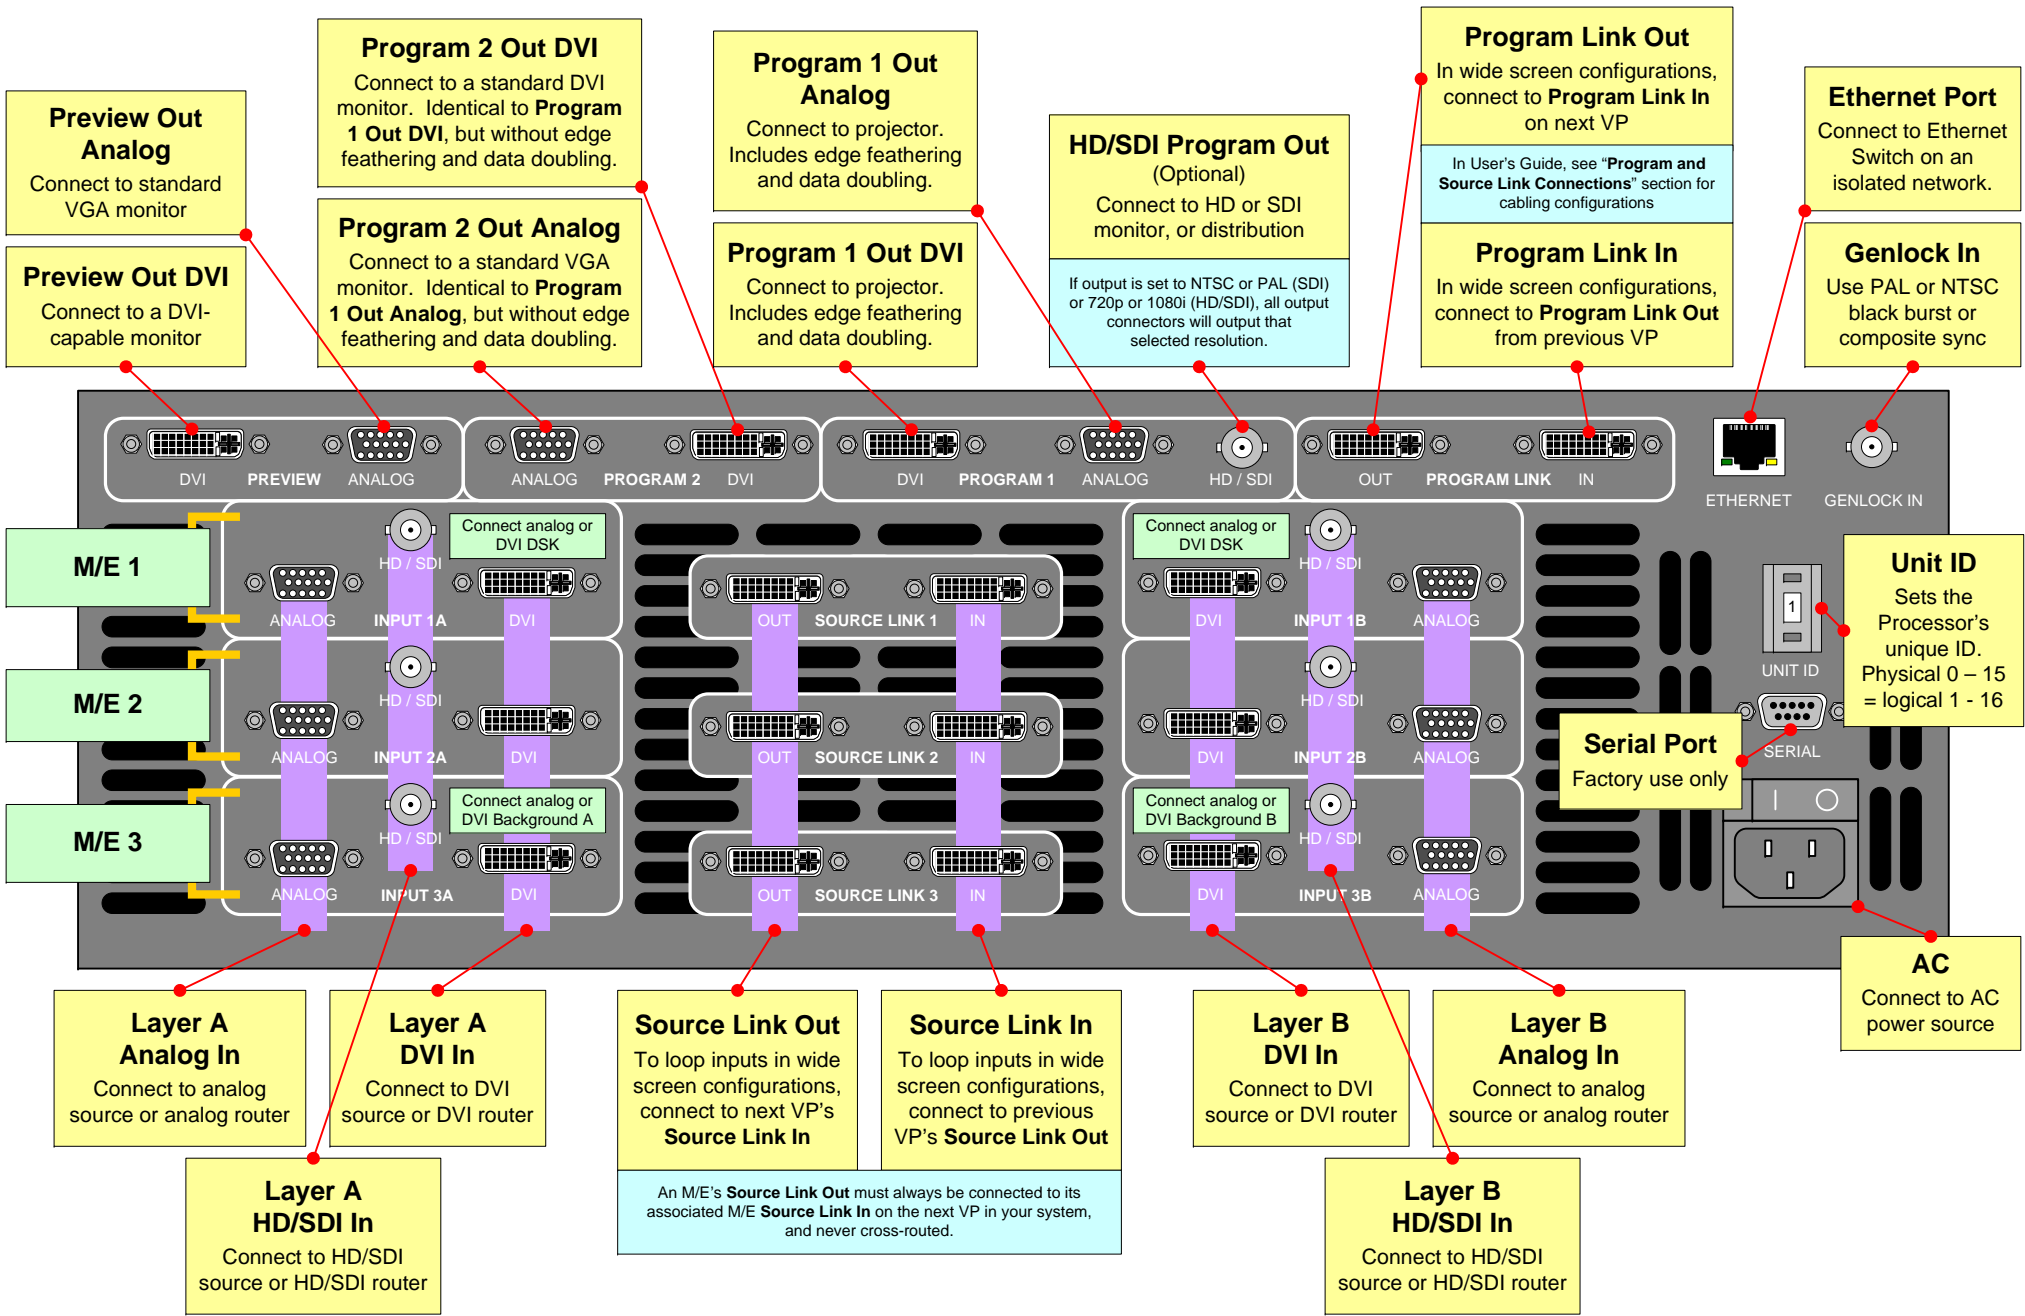 Preview Out
Analog
Connect to standard
VGA monitor
Preview Out DVI
Connect to a DVI-
capable monitor
Program 2 Out DVI
Connect to a standard DVI
monitor.  Identical to Program
1 Out DVI, but without edge
feathering and data doubling.
Program 2 Out Analog
Connect to a standard VGA
monitor.  Identical to Program
1 Out Analog, but without edge
feathering and data doubling.
Program 1 Out
Analog
Connect to projector.
Includes edge feathering
and data doubling.
Program 1 Out DVI
Connect to projector.
Includes edge feathering
and data doubling.
HD/SDI Program Out
(Optional)
Connect to HD or SDI
monitor, or distribution
If output is set to NTSC or PAL (SDI)
or 720p or 1080i (HD/SDI), all output
connectors will output that
selected resolution.
Program Link Out
In wide screen configurations,
connect to Program Link In
on next VP
In User's Guide, see “Program and
Source Link Connections” section for
cabling configurations
Program Link In
In wide screen configurations,
connect to Program Link Out
from previous VP
Ethernet Port
Connect to Ethernet
Switch on an
isolated network.
Genlock In
Use PAL or NTSC
black burst or
composite sync
DVI PREVIEW ANALOG
ANALOG PROGRAM 2 DVI
DVI PROGRAM 1 ANALOG HD / SDI
OUT PROGRAM LINK IN
ETHERNET
GENLOCK IN
M/E 1
HD / SDI
Connect analog or
DVI DSK
ANALOG INPUT 1A DVI
OUT SOURCE LINK 1 IN
Connect analog or
DVI DSK
HD / SDI
DVI INPUT 1B ANALOG
1
UNIT ID
Unit ID
Sets the
Processor's
unique ID.
Physical 0 – 15
= logical 1 - 16
M/E 2
HD / SDI
ANALOG INPUT 2A DVI
OUT SOURCE LINK 2 IN
HD / SDI
DVI INPUT 2B ANALOG
SERIAL
Serial Port
Factory use only
M/E 3
HD / SDI
Connect analog or
DVI Background A
ANALOG INPUT 3A DVI
OUT SOURCE LINK 3 IN
Connect analog or
DVI Background B
HD / SDI
DVI INPUT 3B ANALOG
AC
Connect to AC
power source
Layer A
Analog In
Connect to analog
source or analog router
Layer A
DVI In
Connect to DVI
source or DVI router
Layer A
HD/SDI In
Connect to HD/SDI
source or HD/SDI router
Source Link Out
To loop inputs in wide
screen configurations,
connect to next VP's
Source Link In
Source Link In
To loop inputs in wide
screen configurations,
connect to previous
VP's Source Link Out
An M/E's Source Link Out must always be connected to its
associated M/E Source Link In on the next VP in your system,
and never cross-routed.
Layer B
DVI In
Connect to DVI
source or DVI router
Layer B
Analog In
Connect to analog
source or analog router
Layer B
HD/SDI In
Connect to HD/SDI
source or HD/SDI router